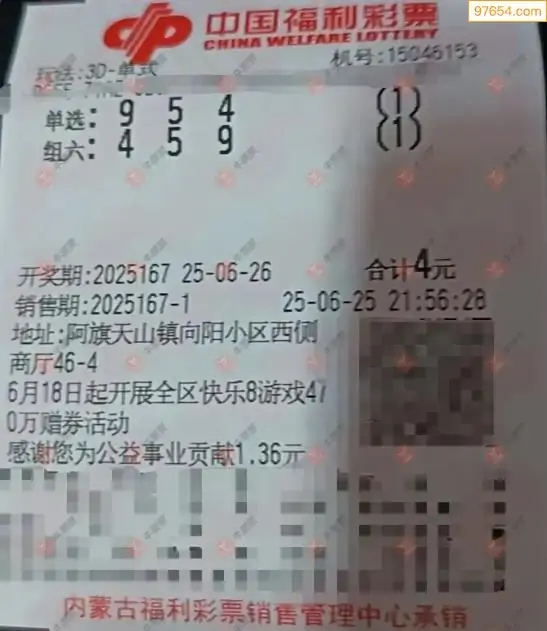 97654.com
中国福利彩票
CHINA WELFARE LOTTERY
机号:15046153
玩法:3D-单式
单选: 9 5 4 (1)
组六: 4 5 9 (1)
开奖期:2025167 25-06-26 合计4元
销售期:2025167-1 25-06-25 21:56:28
地址:阿旗天山镇向阳小区西侧
商厅46-4
6月18日起开展全区快乐8游戏47
0万赠券活动
感谢您为公益事业贡献1.36元
内蒙古福利彩票销售管理中心承销